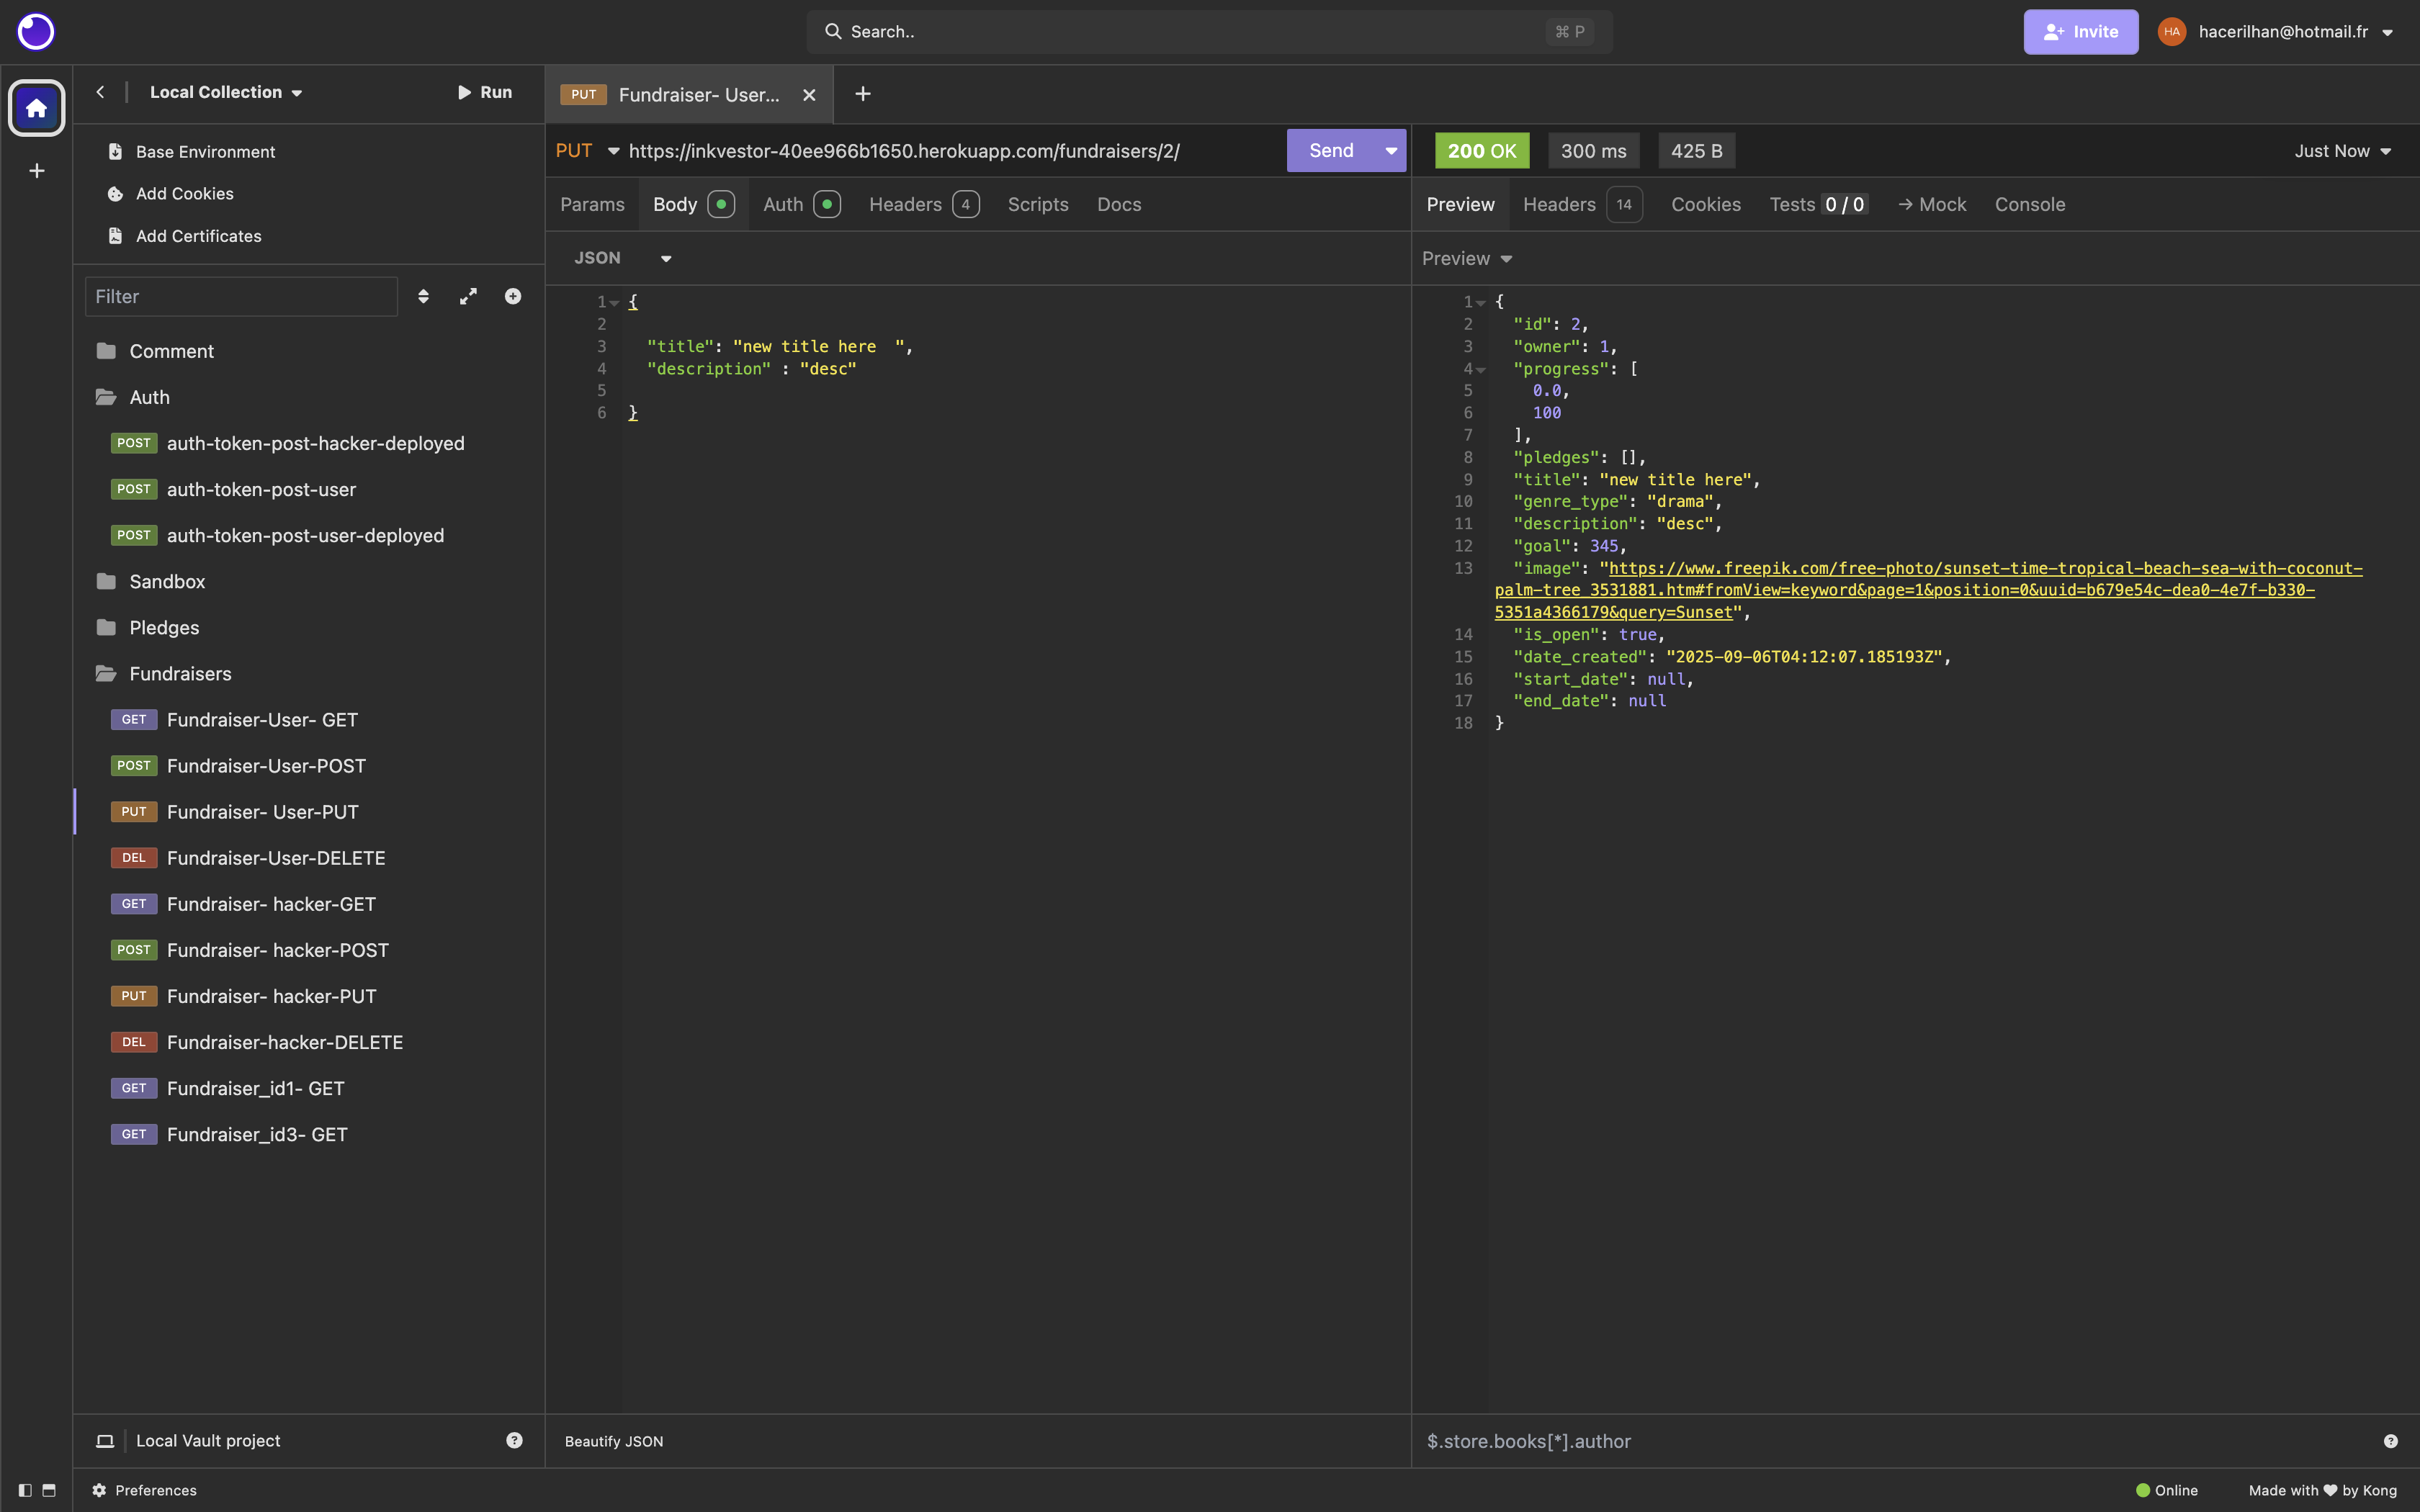 Search..
⌘ P
Invite
HA
hacerilhan@hotmail.fr
Local Collection
Run
PUT Fundraiser- User...
Base Environment
Add Cookies
Add Certificates
Filter
Comment
Auth
POST auth-token-post-hacker-deployed
POST auth-token-post-user
POST auth-token-post-user-deployed
Sandbox
Pledges
Fundraisers
GET Fundraiser-User- GET
POST Fundraiser-User-POST
PUT Fundraiser- User-PUT
DEL Fundraiser-User-DELETE
GET Fundraiser- hacker-GET
POST Fundraiser- hacker-POST
PUT Fundraiser- hacker-PUT
DEL Fundraiser-hacker-DELETE
GET Fundraiser_id1- GET
GET Fundraiser_id3- GET
Local Vault project
PUT https://inkvestor-40ee966b1650.herokuapp.com/fundraisers/2/ Send
Params Body Auth Headers 4 Scripts Docs
JSON
1 {
2
3 "title": "new title here  ",
4 "description" : "desc"
5
6 }
Beautify JSON
200 OK 300 ms 425 B Just Now
Preview Headers 14 Cookies Tests 0 / 0 → Mock Console
Preview
1 {
2 "id": 2,
3 "owner": 1,
4 "progress": [
5 0.0,
6 100
7 ],
8 "pledges": [],
9 "title": "new title here",
10 "genre_type": "drama",
11 "description": "desc",
12 "goal": 345,
13 "image": "https://www.freepik.com/free-photo/sunset-time-tropical-beach-sea-with-coconut-
palm-tree_3531881.htm#fromView=keyword&page=1&position=0&uuid=b679e54c-dea0-4e7f-b330-
5351a4366179&query=Sunset",
14 "is_open": true,
15 "date_created": "2025-09-06T04:12:07.185193Z",
16 "start_date": null,
17 "end_date": null
18 }
$.store.books[*].author
Preferences
Online
Made with ♥ by Kong